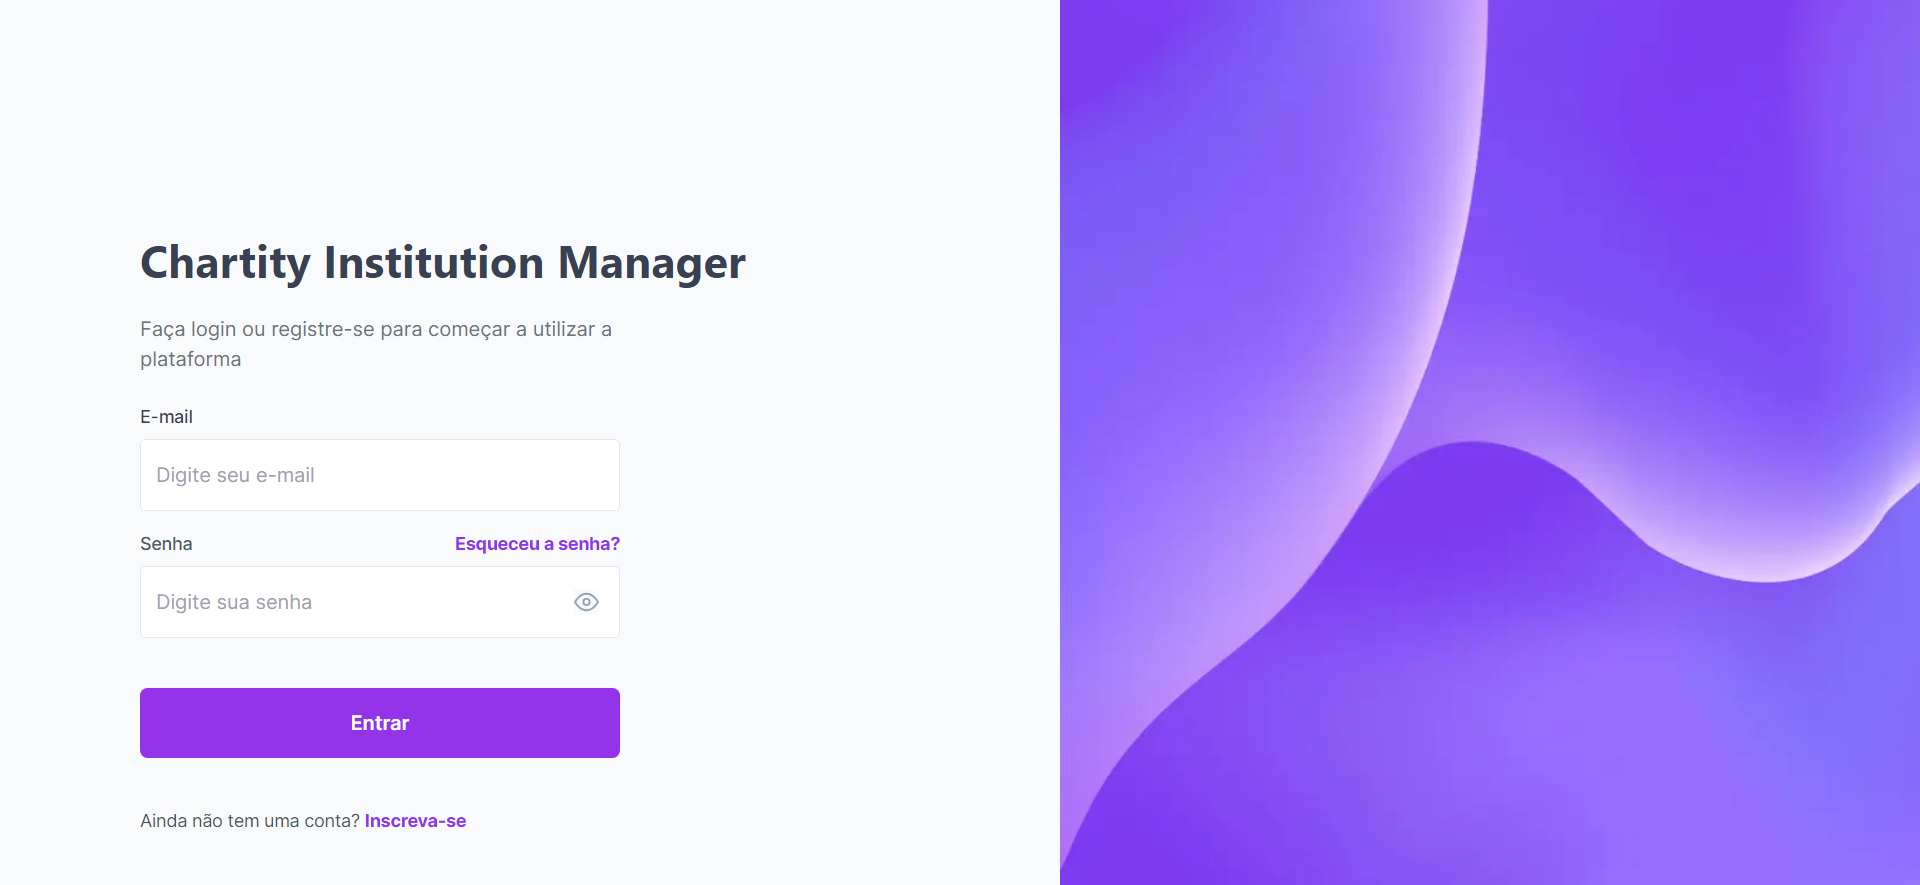 Chartity Institution Manager
Faça login ou registre-se para começar a utilizar a
plataforma
E-mail
Digite seu e-mail
Senha Esqueceu a senha?
Digite sua senha
Entrar
Ainda não tem uma conta? Inscreva-se